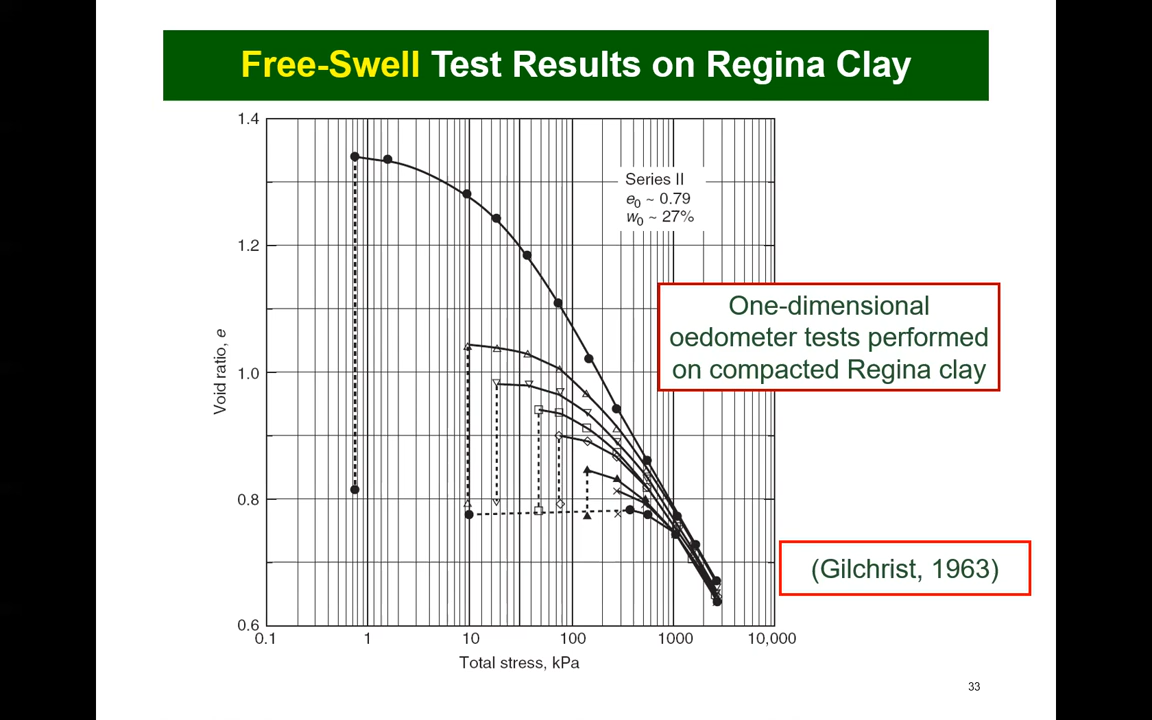 Free-Swell Test Results on Regina Clay
1.4
1.2
1.0
0.8
0.6
Void ratio, e
Series II
e₀ ~ 0.79
w₀ ~ 27%
One-dimensional
oedometer tests performed
on compacted Regina clay
(Gilchrist, 1963)
0.1 1 10 100 1000 10,000
Total stress, kPa
33